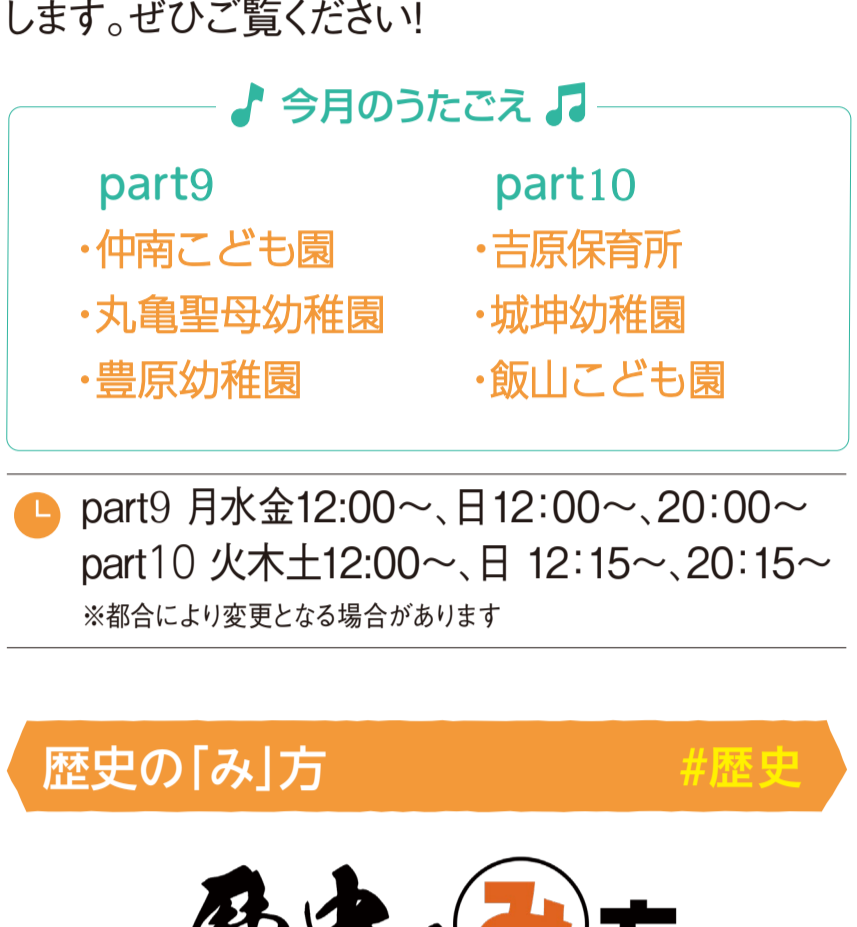 します。ぜひご覧ください!
今月のうたごえ
part9
・仲南こども園
・丸亀聖母幼稚園
・豊原幼稚園
part10
・吉原保育所
・城坤幼稚園
・飯山こども園
part9 月水金12:00～、日12：00～、20：00～
part10 火木土12:00～、日 12：15～、20：15～
※都合により変更となる場合があります
歴史の「み」方 #歴史
歴史のみ方